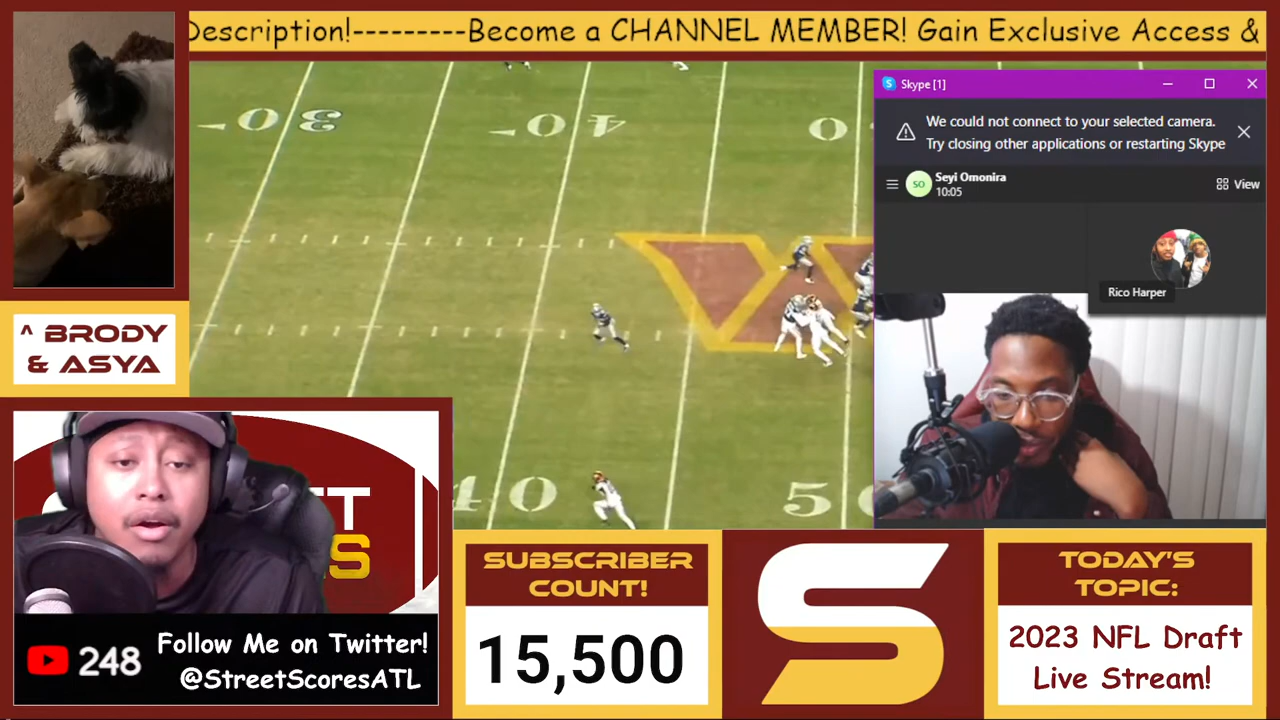 Description!---------Become a CHANNEL MEMBER! Gain Exclusive Access &
Skype [1]
We could not connect to your selected camera.
Try closing other applications or restarting Skype
SO
Seyi Omonira
10:05
View
Rico Harper
30
40
40
50
^ BRODY
& ASYA
248
Follow Me on Twitter!
@StreetScoresATL
SUBSCRIBER
COUNT!
15,500
S
TODAY'S
TOPIC:
2023 NFL Draft
Live Stream!